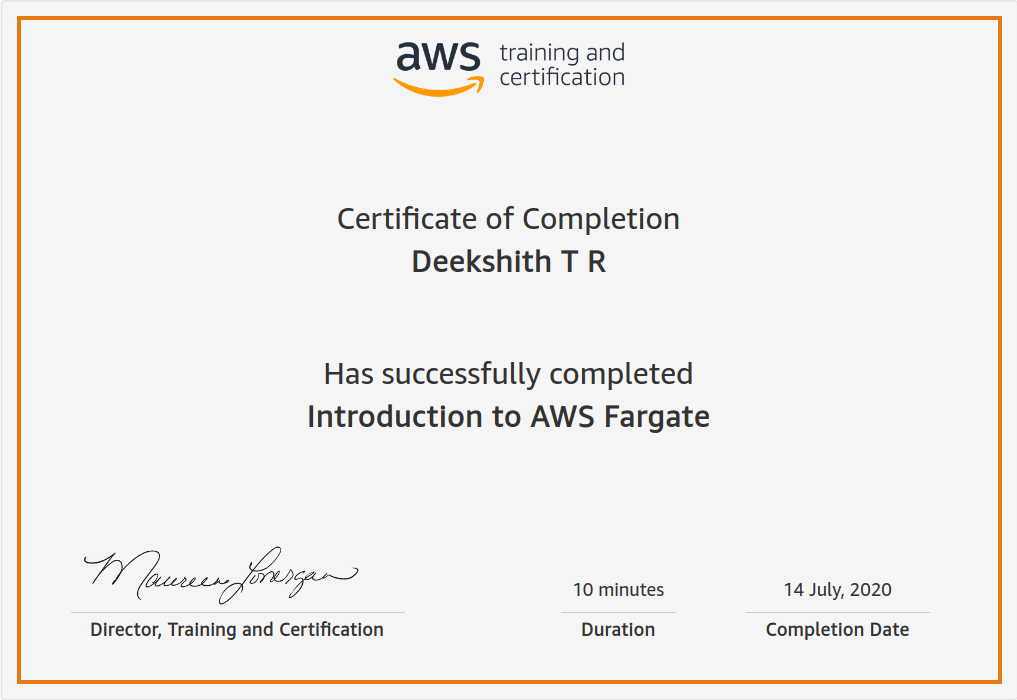 aws training and
certification
Certificate of Completion
Deekshith T R
Has successfully completed
Introduction to AWS Fargate
Maureen Lonergan
10 minutes
14 July, 2020
Director, Training and Certification
Duration
Completion Date